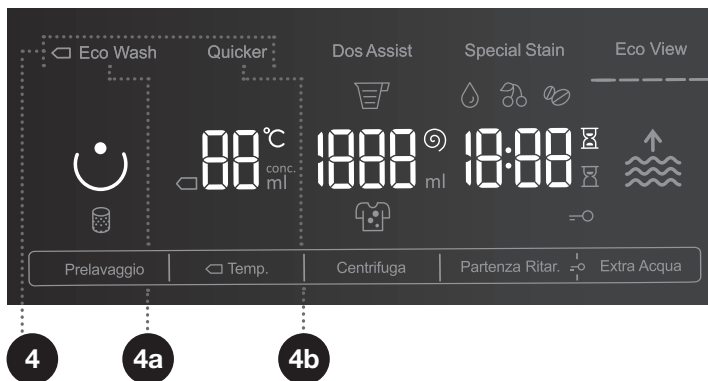 Eco Wash Quicker Dos Assist Special Stain Eco View
88 °C conc. ml 1888 ml 18:88
Prelavaggio Temp. Centrifuga Partenza Ritar. Extra Acqua
4 4a 4b